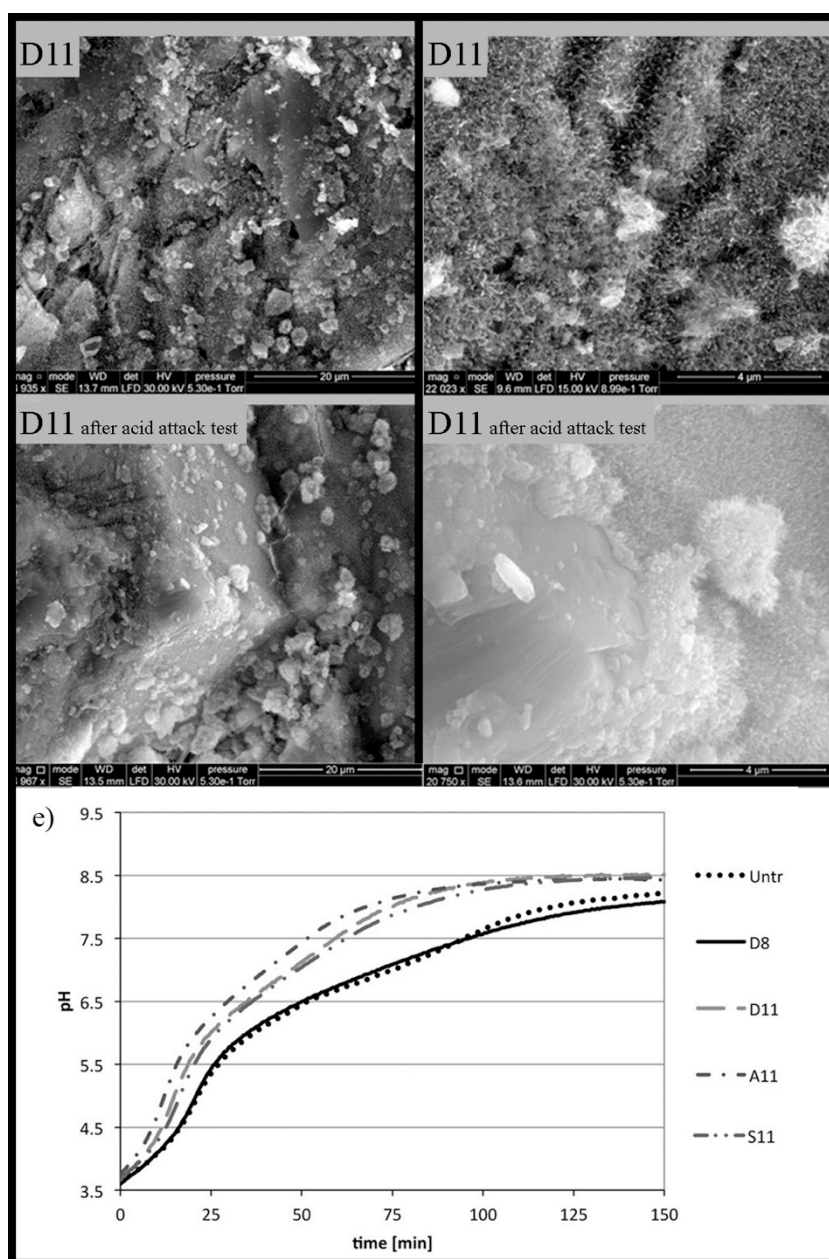 D11
D11
mag mode WD det HV pressure 20 µm
935 x SE 13.7 mm LFD 30.00 kV 5.30e-1 Torr
mag mode WD det HV pressure 4 µm
22 023 x SE 9.6 mm LFD 15.00 kV 8.99e-1 Torr
D11 after acid attack test
D11 after acid attack test
mag mode WD det HV pressure 20 µm
967 x SE 13.5 mm LFD 30.00 kV 5.30e-1 Torr
mag mode WD det HV pressure 4 µm
20 750 x SE 13.6 mm LFD 30.00 kV 5.30e-1 Torr
e)
9.5
8.5
7.5
6.5
5.5
4.5
3.5
pH
0 25 50 75 100 125 150
time [min]
Untr
D8
D11
A11
S11